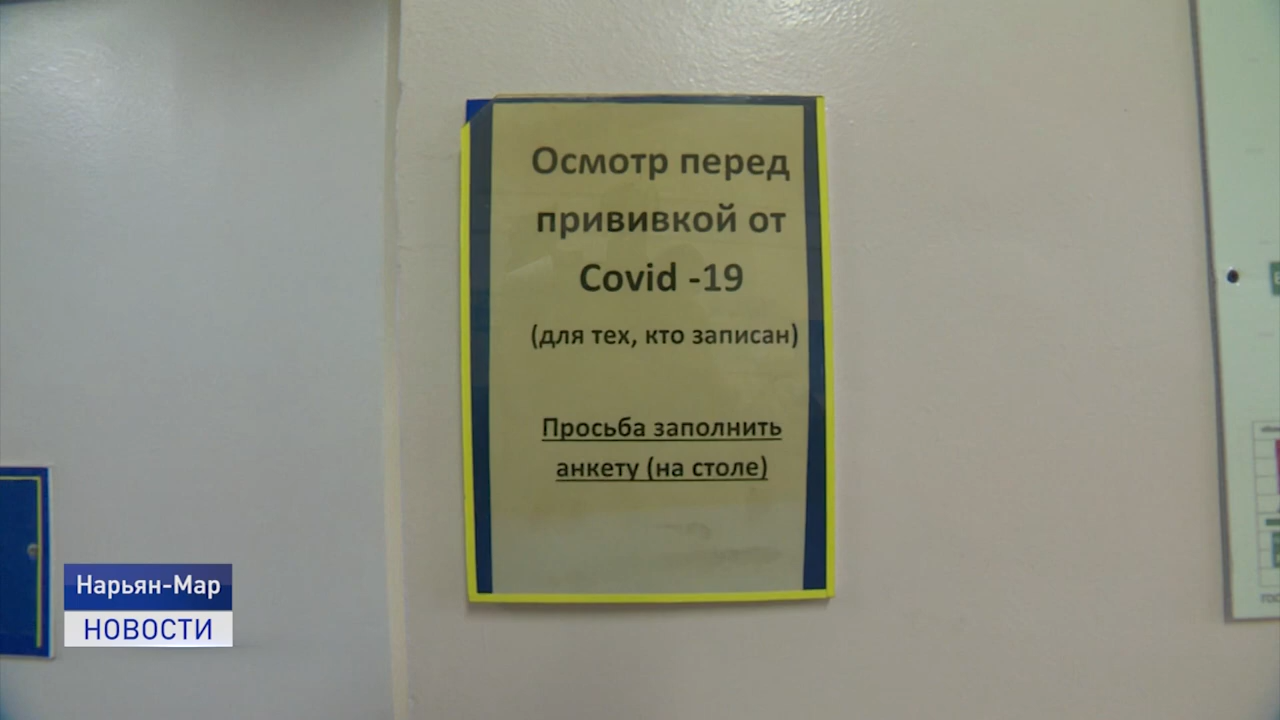 Осмотр перед
прививкой от
Covid -19
(для тех, кто записан)
Просьба заполнить
анкету (на столе)
Нарьян-Мар
НОВОСТИ